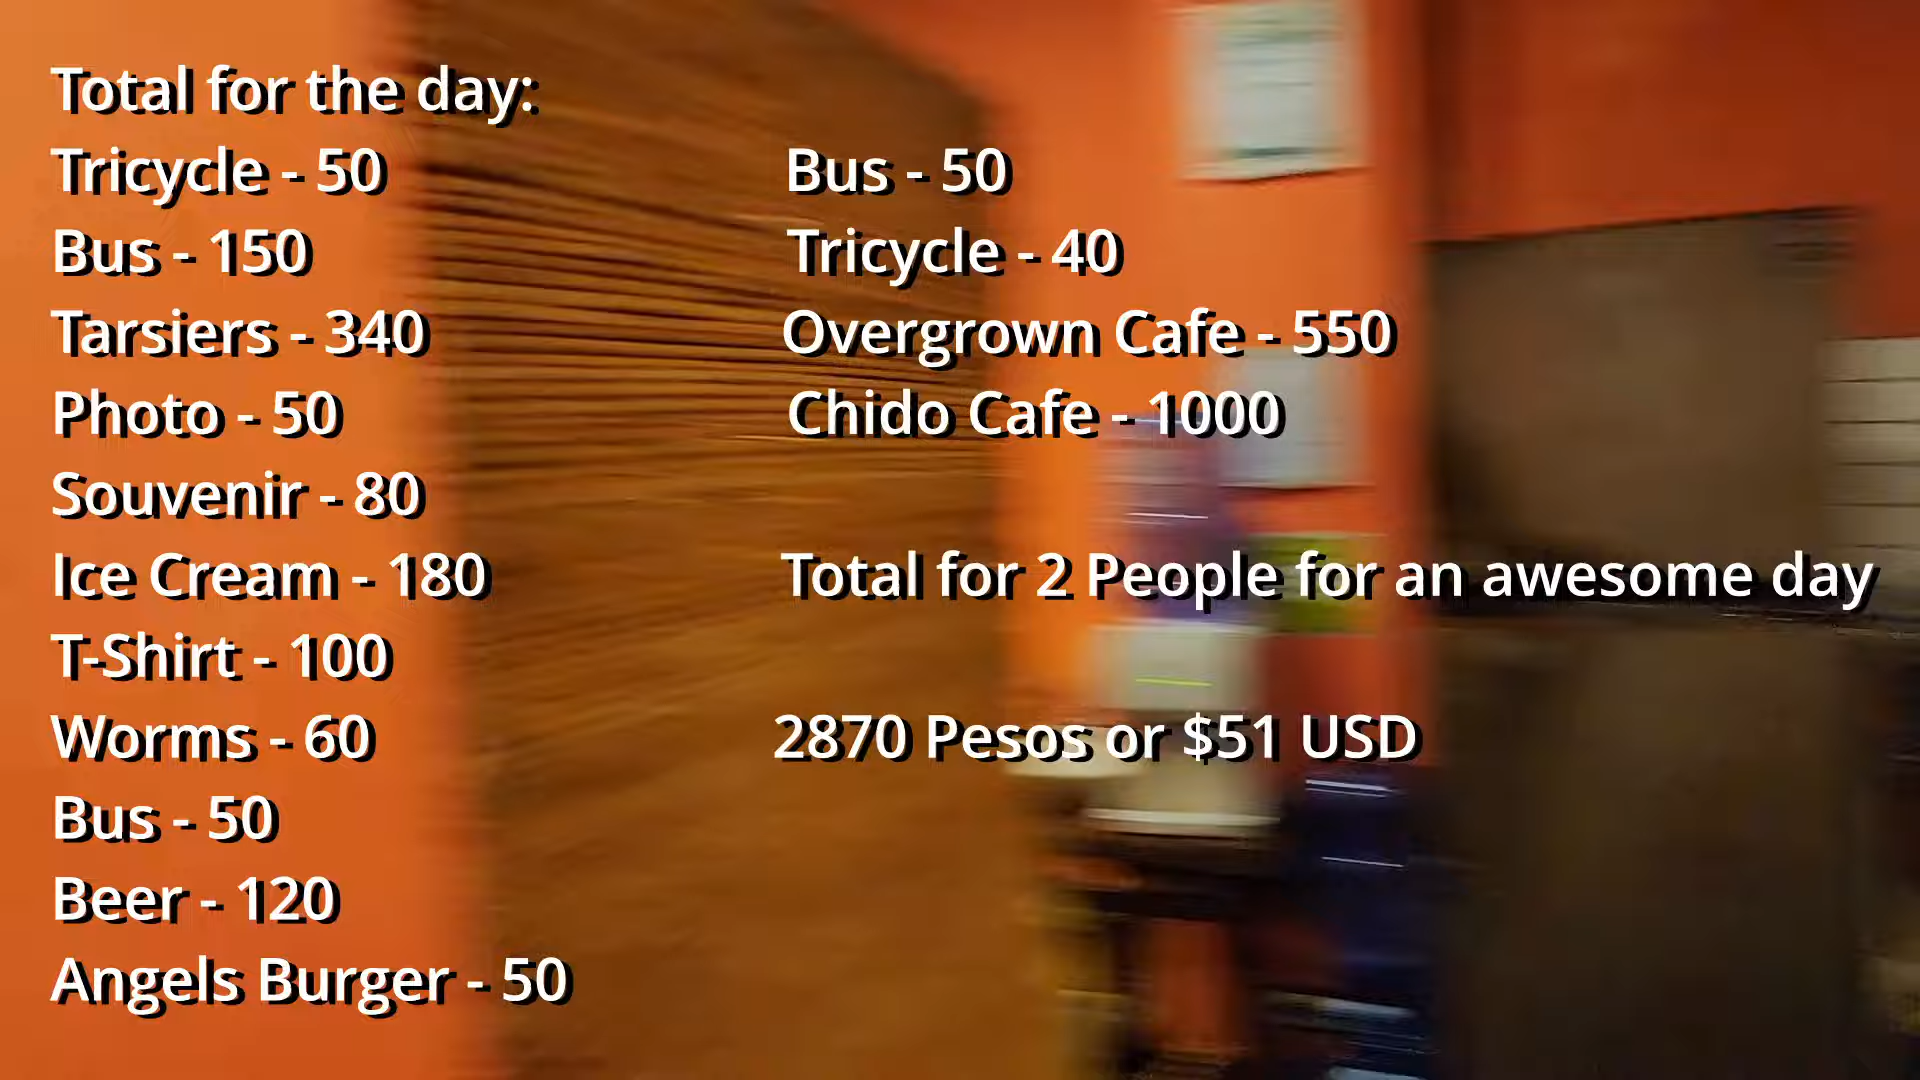 Total for the day:
Tricycle - 50
Bus - 150
Tarsiers - 340
Photo - 50
Souvenir - 80
Ice Cream - 180
T-Shirt - 100
Worms - 60
Bus - 50
Beer - 120
Angels Burger - 50
Bus - 50
Tricycle - 40
Overgrown Cafe - 550
Chido Cafe - 1000
Total for 2 People for an awesome day
2870 Pesos or $51 USD